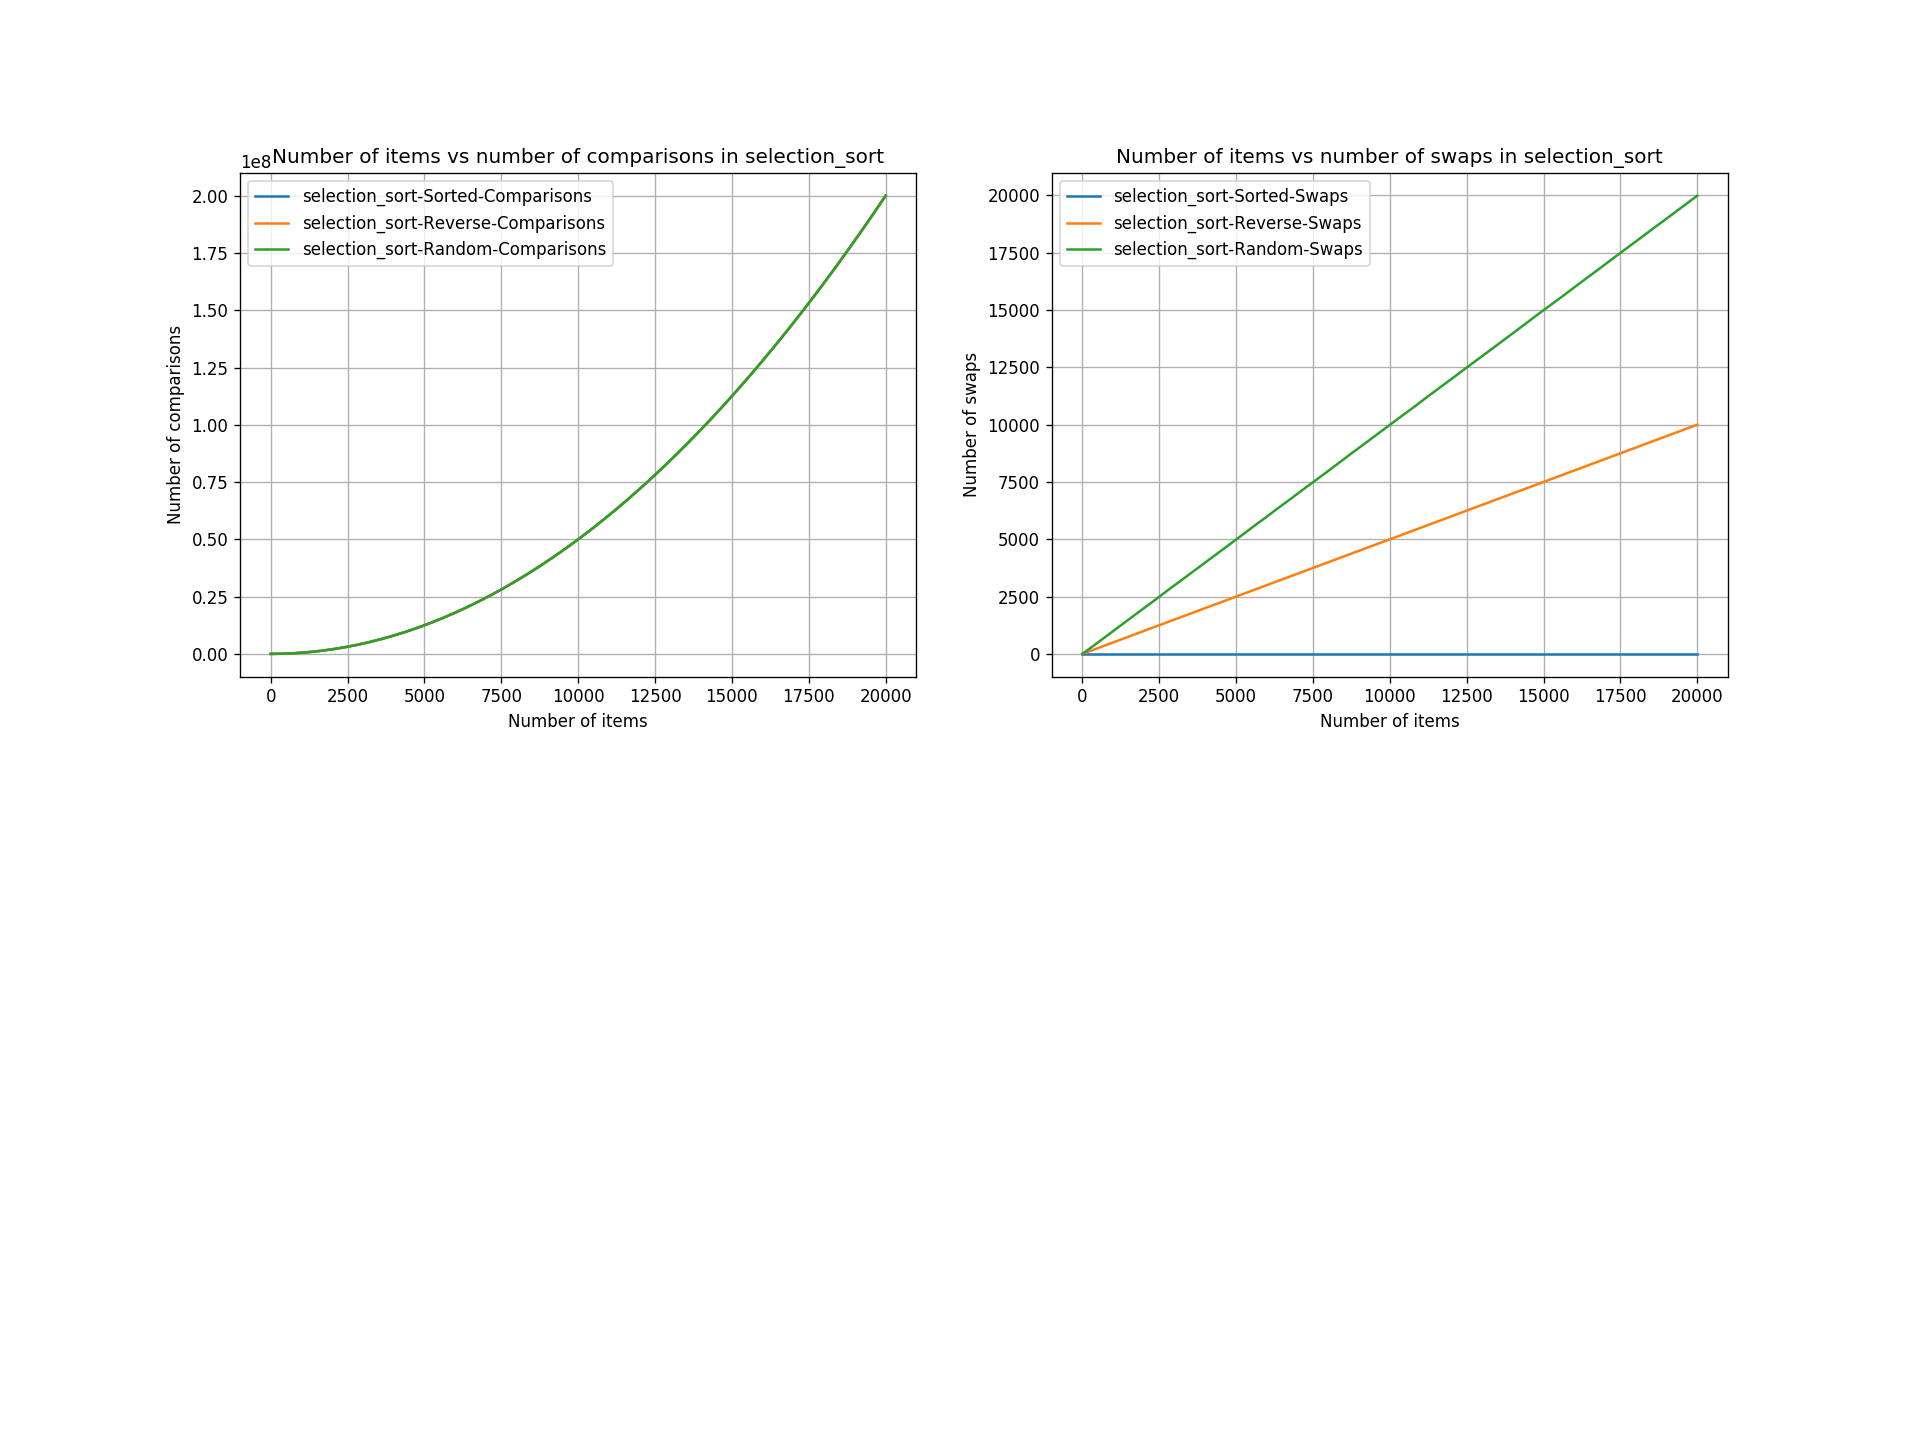 Number of items vs number of comparisons in selection_sort
1e8
selection_sort-Sorted-Comparisons
selection_sort-Reverse-Comparisons
selection_sort-Random-Comparisons
2.00
1.75
1.50
1.25
1.00
0.75
0.50
0.25
0.00
Number of comparisons
0 2500 5000 7500 10000 12500 15000 17500 20000
Number of items
Number of items vs number of swaps in selection_sort
selection_sort-Sorted-Swaps
selection_sort-Reverse-Swaps
selection_sort-Random-Swaps
20000
17500
15000
12500
10000
7500
5000
2500
0
Number of swaps
0 2500 5000 7500 10000 12500 15000 17500 20000
Number of items